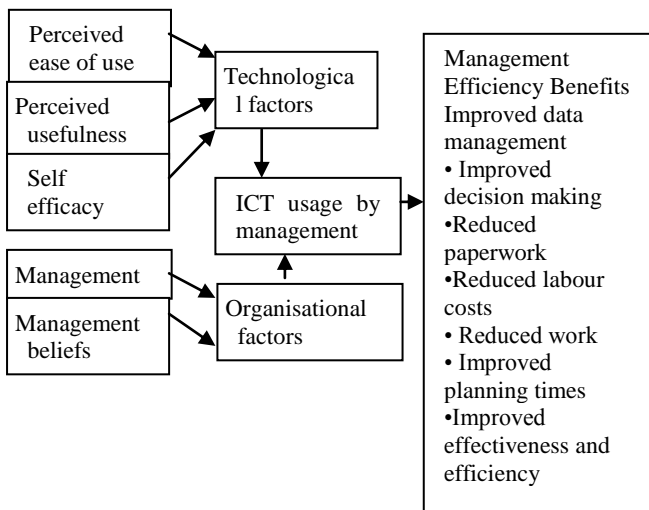 Perceived
ease of use
Perceived
usefulness
Self
efficacy
Technologica
l factors
ICT usage by
management
Management
Management
beliefs
Organisational
factors
Management
Efficiency Benefits
Improved data
management
• Improved
decision making
•Reduced
paperwork
•Reduced labour
costs
• Reduced work
• Improved
planning times
•Improved
effectiveness and
efficiency